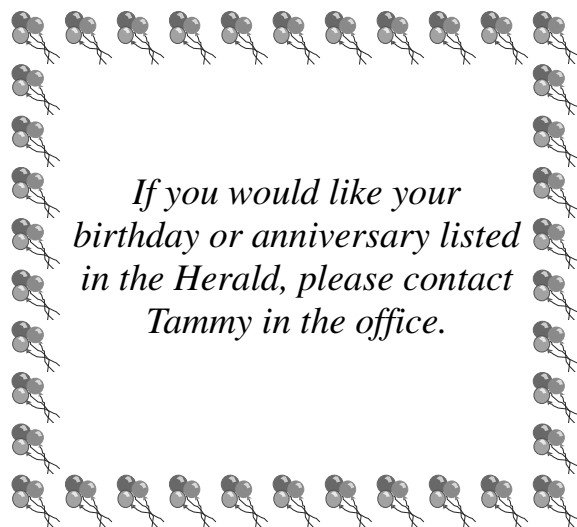 If you would like your
birthday or anniversary listed
in the Herald, please contact
Tammy in the office.